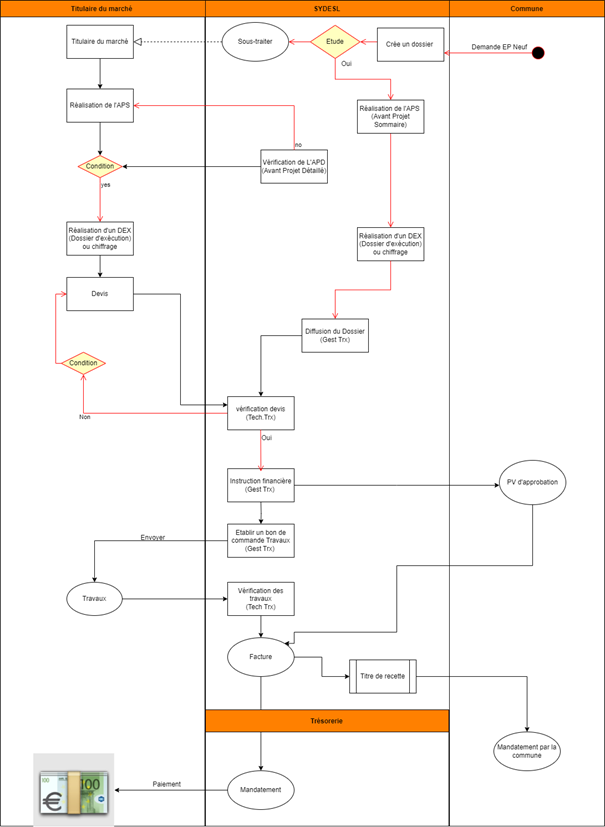 Titulaire du marché
SYDESL
Commune
Titulaire du marché
Sous-traiter
Etude
Crée un dossier
Demande EP Neuf
Oui
Réalisation de l'APS
Réalisation de l'APS
(Avant Projet
Sommaire)
no
Condition
Vérification de L'APD
(Avant Projet Détaillé)
yes
Réalisation d'un DEX
(Dossier d'exècution)
ou chiffrage
Réalisation d'un DEX
(Dossier d'exècution)
ou chiffrage
Devis
Diffusion du Dossier
(Gest Trx)
Condition
Non
vérification devis
(Tech.Trx)
Oui
Instruction financière
(Gest Trx)
PV d'approbation
Etablir un bon de
commande Travaux
(Gest Trx)
Envoyer
Travaux
Vérification des
travaux
(Tech Trx)
Facture
Titre de recette
Trésorerie
Mandatement par la
commune
Paiement
Mandatement
100
100